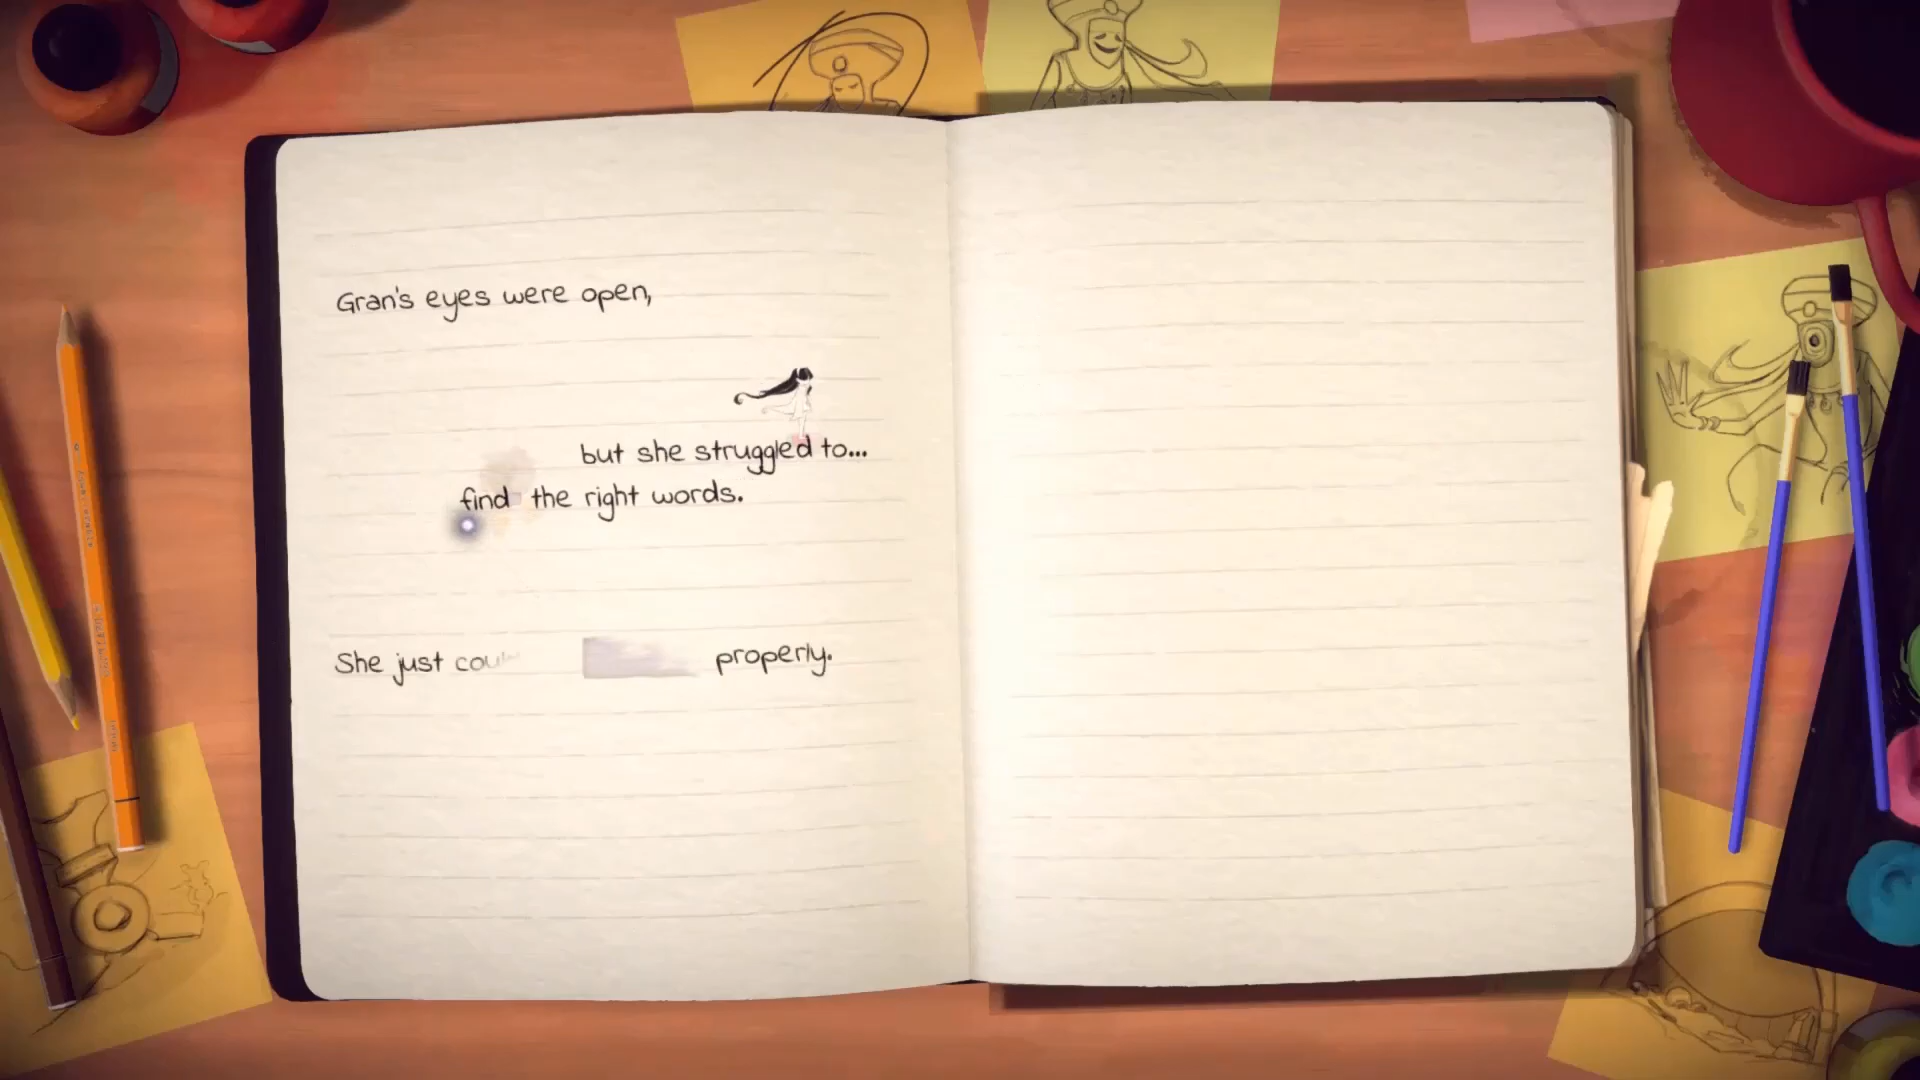 Gran's eyes were open,
but she struggled to...
find the right words.
She just properly.